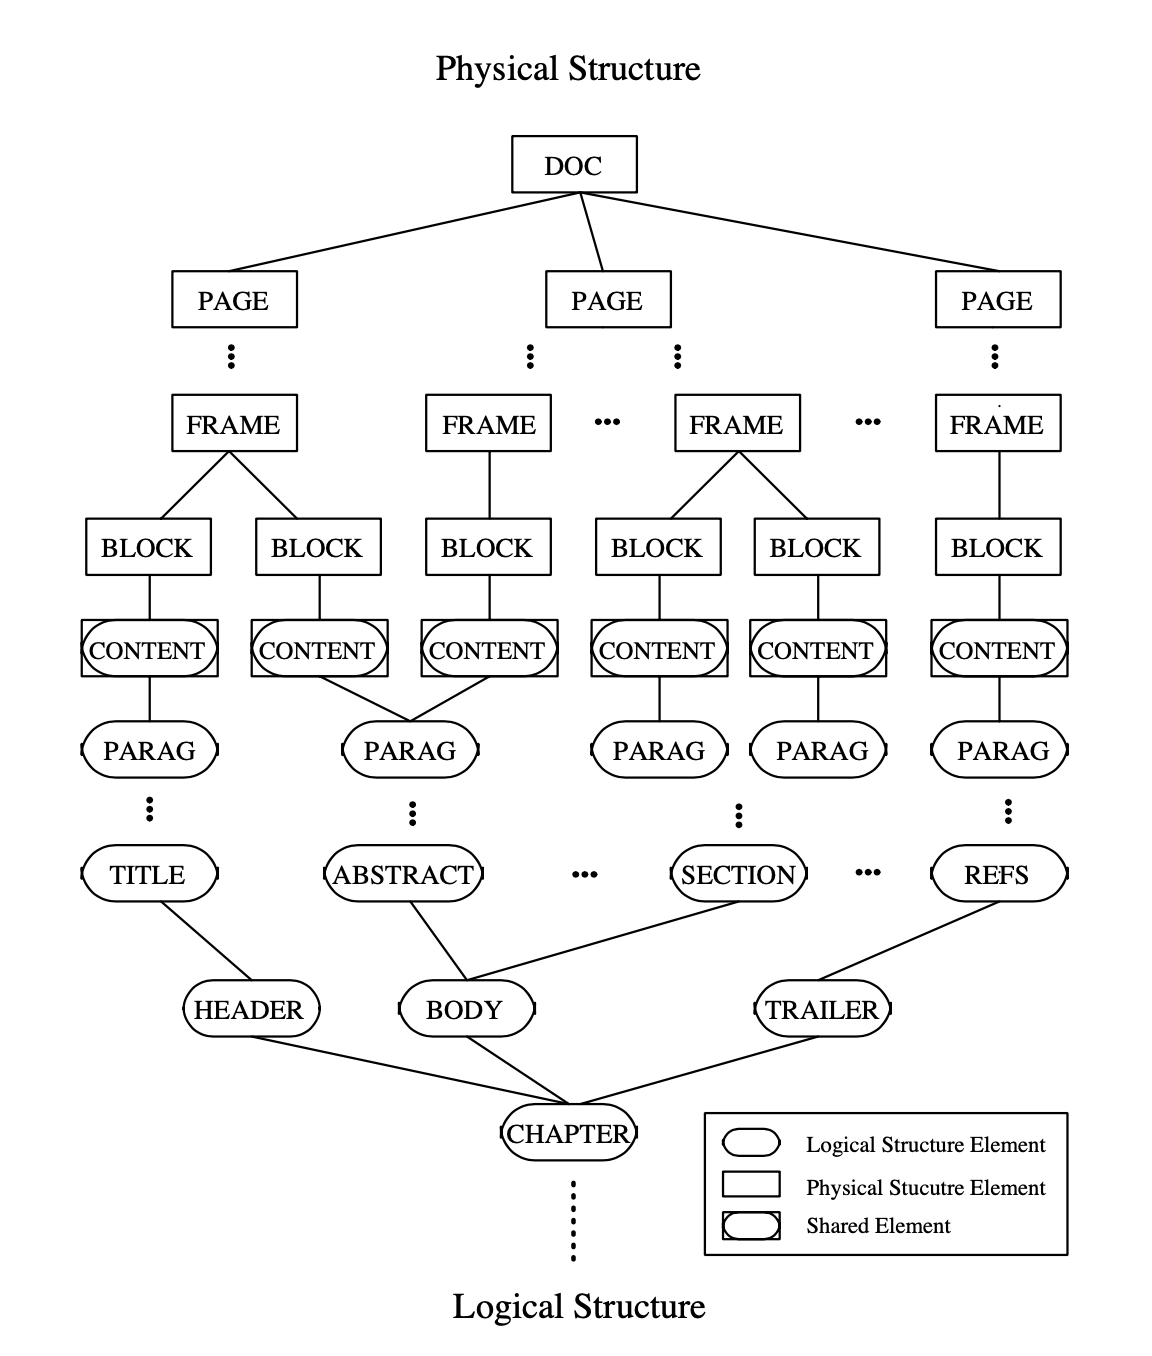 Physical Structure
DOC
PAGE PAGE PAGE
FRAME FRAME ... FRAME ... FRAME
BLOCK BLOCK BLOCK BLOCK BLOCK BLOCK
CONTENT CONTENT CONTENT CONTENT CONTENT CONTENT
PARAG PARAG PARAG PARAG PARAG
TITLE ABSTRACT ... SECTION ... REFS
HEADER BODY TRAILER
CHAPTER
Logical Structure Element
Physical Stucutre Element
Shared Element
Logical Structure